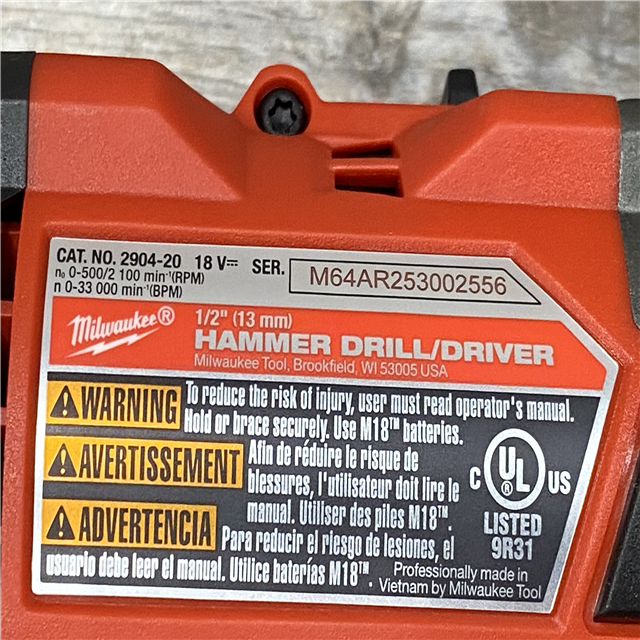 CAT. NO. 2904-20 18 V⎓ SER. M64AR253002556
n₀ 0-500/2 100 min⁻¹(RPM)
n 0-33 000 min⁻¹(BPM)
Milwaukee®
1/2" (13 mm)
HAMMER DRILL/DRIVER
Milwaukee Tool, Brookfield, WI 53005 USA
WARNING To reduce the risk of injury, user must read operator's manual.
Hold or brace securely. Use M18™ batteries.
AVERTISSEMENT Afin de réduire le risque de
blessures, l'utilisateur doit lire le
manual. Utiliser des piles M18™.
ADVERTENCIA Para reducir el riesgo de lesiones, el
usuario debe leer el manual. Utilice baterías M18™.
C UL® US
LISTED
9R31
Professionally made in
Vietnam by Milwaukee Tool